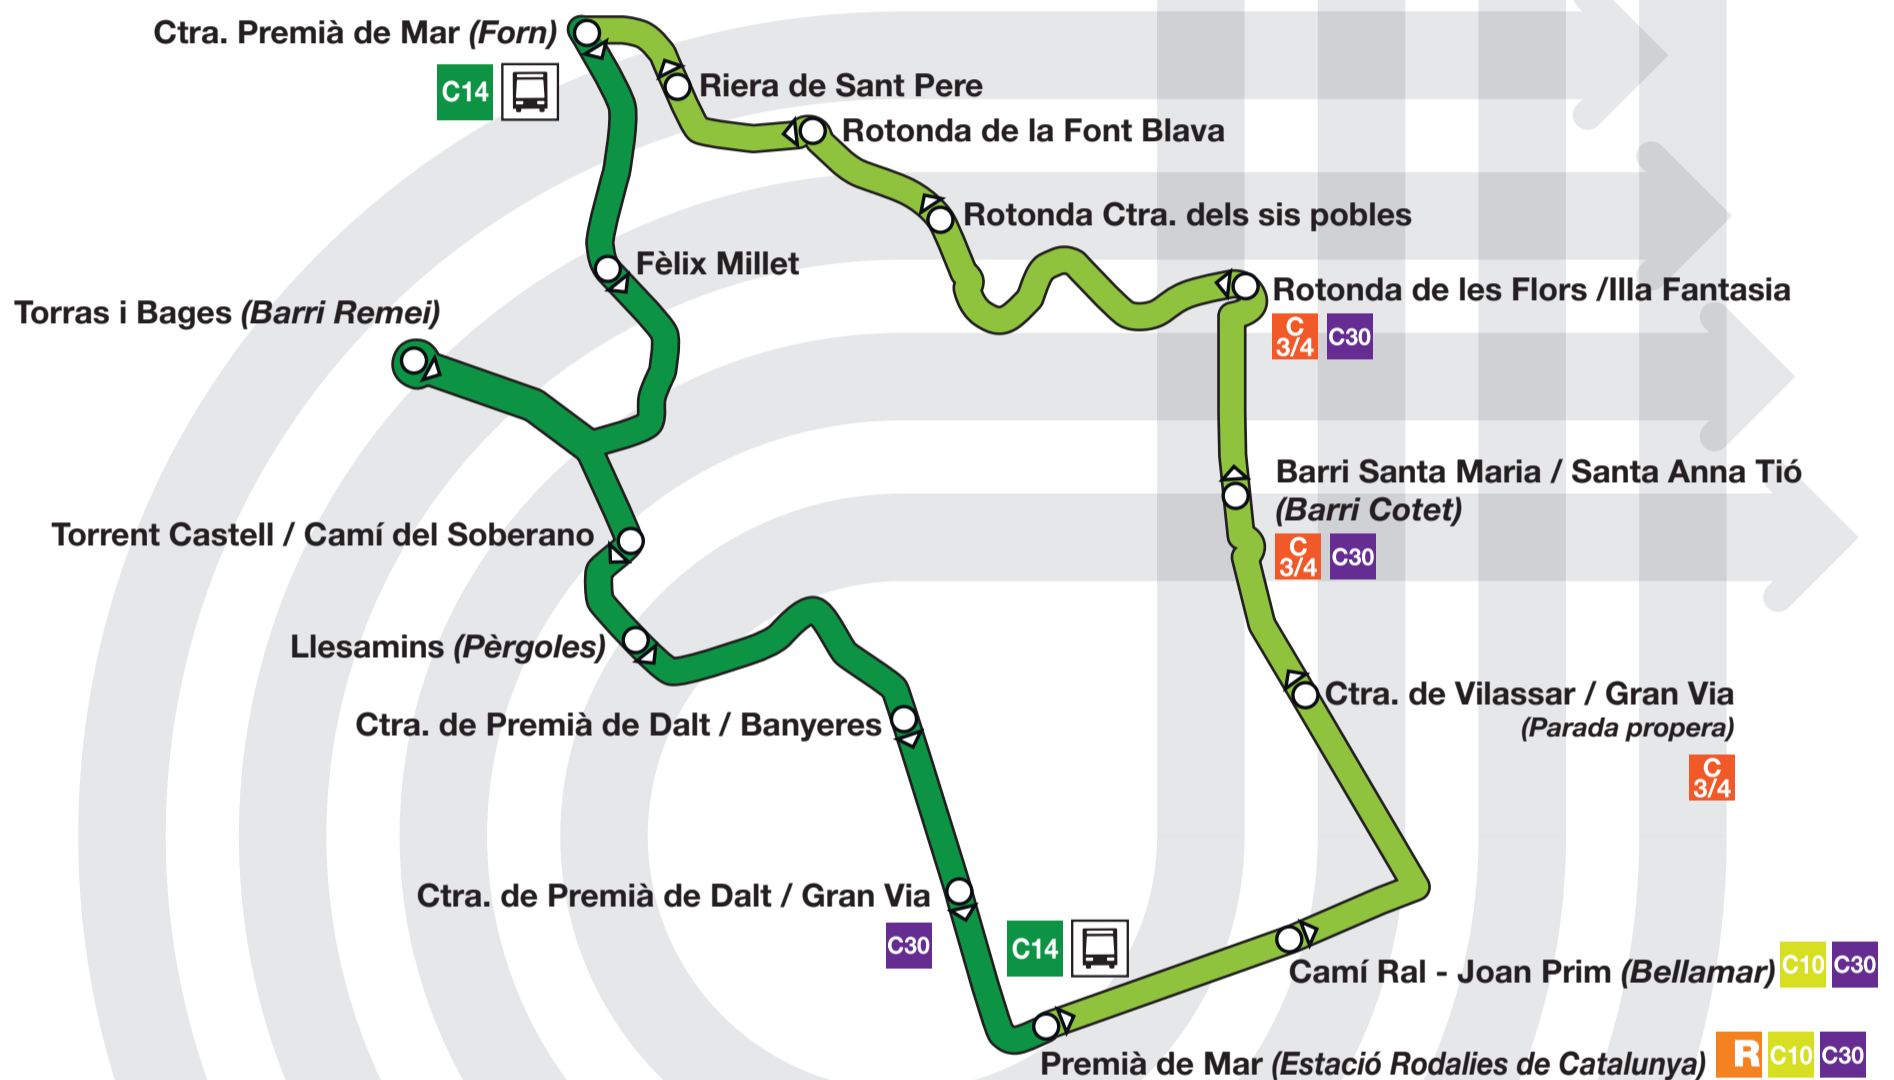 Ctra. Premià de Mar (Forn)
C14
Riera de Sant Pere
Rotonda de la Font Blava
Rotonda Ctra. dels sis pobles
Fèlix Millet
Rotonda de les Flors /Illa Fantasia
C
3/4
C30
Torras i Bages (Barri Remei)
Barri Santa Maria / Santa Anna Tió
(Barri Cotet)
C
3/4
C30
Torrent Castell / Camí del Soberano
Llesamins (Pèrgoles)
Ctra. de Vilassar / Gran Via
(Parada propera)
C
3/4
Ctra. de Premià de Dalt / Banyeres
Ctra. de Premià de Dalt / Gran Via
C30
C14
Camí Ral - Joan Prim (Bellamar) C10 C30
Premià de Mar (Estació Rodalies de Catalunya) R C10 C30